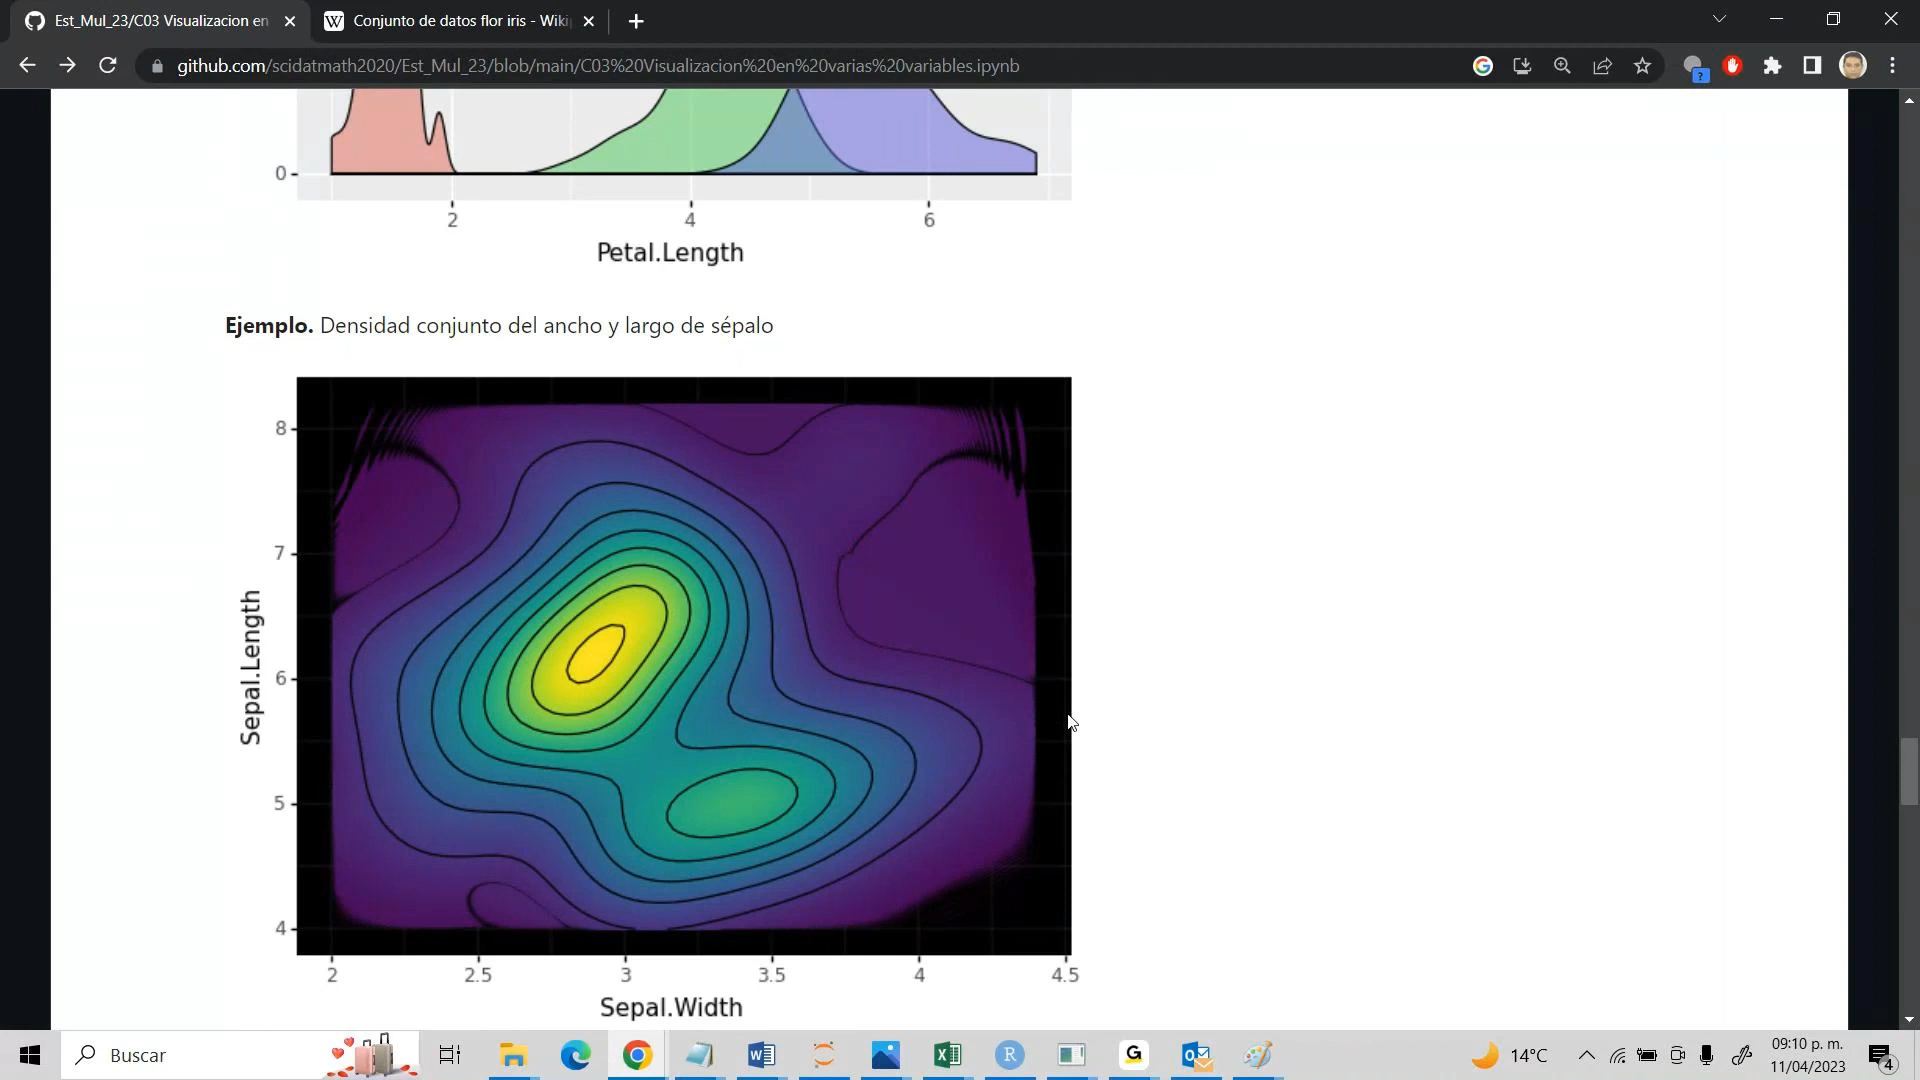 Est_Mul_23/C03 Visualizacion en
Conjunto de datos flor iris - Wiki
github.com/scidatmath2020/Est_Mul_23/blob/main/C03%20Visualizacion%20en%20varias%20variables.ipynb
0
2 4 6
Petal.Length
Ejemplo. Densidad conjunto del ancho y largo de sépalo
8
7
6
5
4
Sepal.Length
2 2.5 3 3.5 4 4.5
Sepal.Width
Buscar
14°C
09:10 p. m.
11/04/2023
4